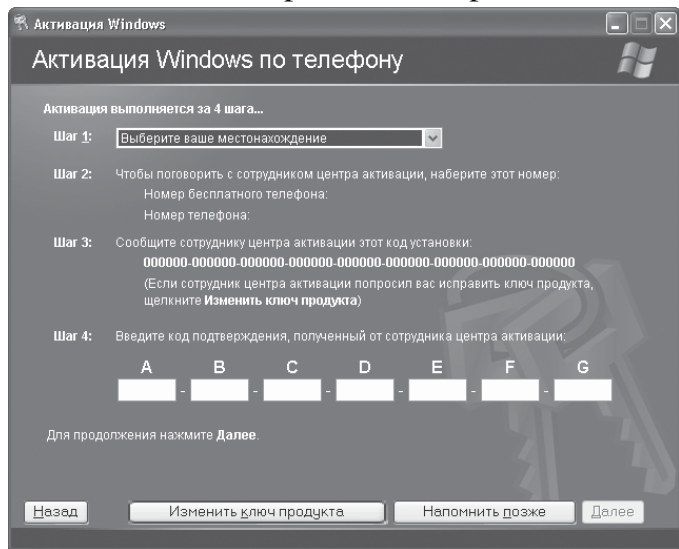 Активация Windows
Активация Windows по телефону
Активация выполняется за 4 шага...
Шаг 1: Выберите ваше местонахождение
Шаг 2: Чтобы поговорить с сотрудником центра активации, наберите этот номер:
Номер бесплатного телефона:
Номер телефона:
Шаг 3: Сообщите сотруднику центра активации этот код установки:
000000-000000-000000-000000-000000-000000-000000-000000-000000
(Если сотрудник центра активации попросил вас исправить ключ продукта,
щелкните Изменить ключ продукта)
Шаг 4: Введите код подтверждения, полученный от сотрудника центра активации:
A B C D E F G
- - - - - -
Для продолжения нажмите Далее.
Назад Изменить ключ продукта Напомнить позже Далее